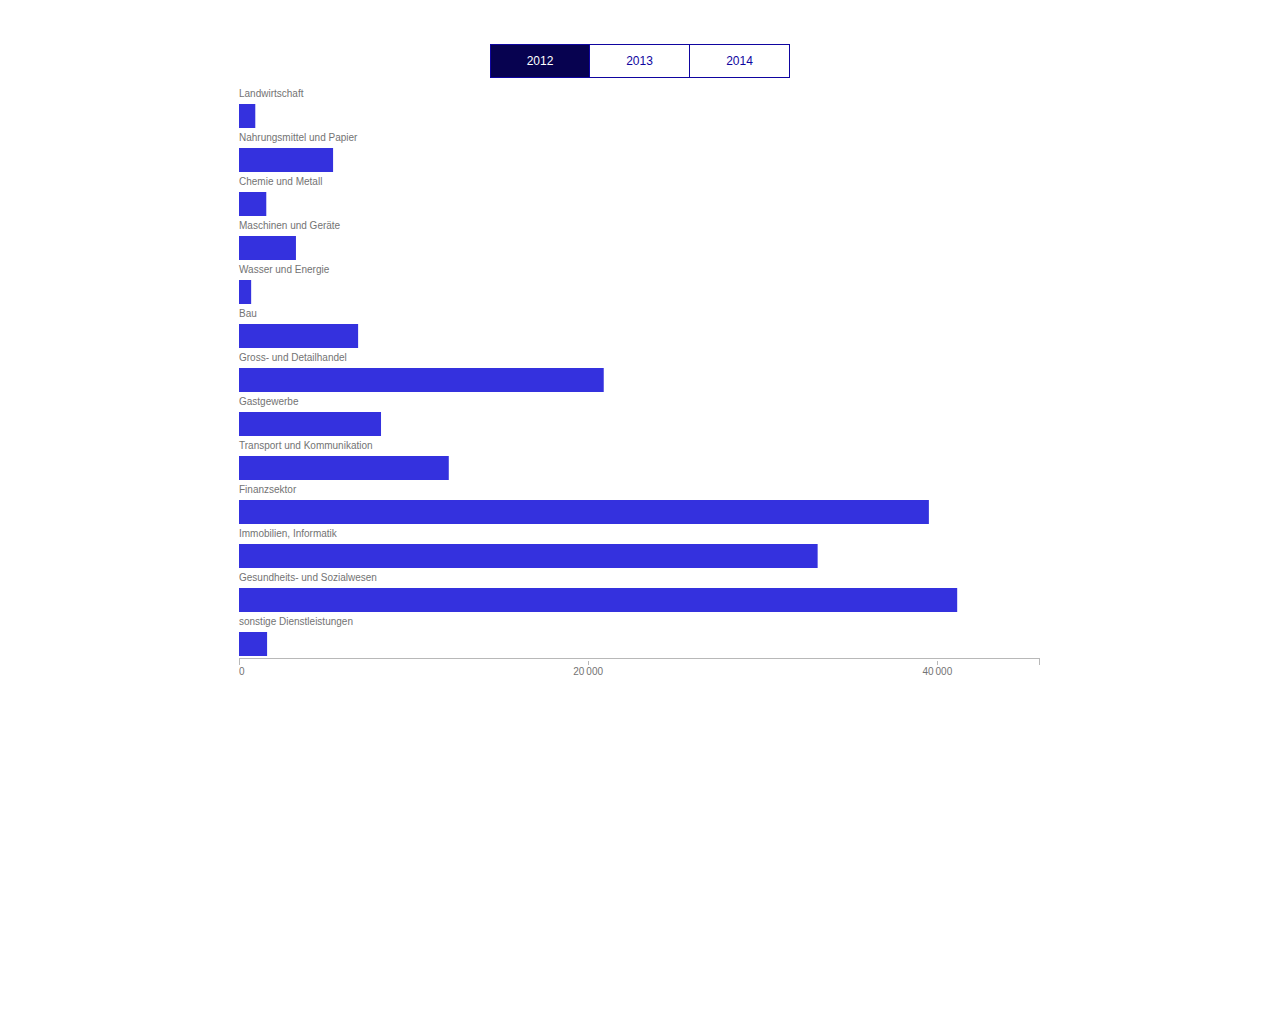 2012 2013 2014
Landwirtschaft
Nahrungsmittel und Papier
Chemie und Metall
Maschinen und Geräte
Wasser und Energie
Bau
Gross- und Detailhandel
Gastgewerbe
Transport und Kommunikation
Finanzsektor
Immobilien, Informatik
Gesundheits- und Sozialwesen
sonstige Dienstleistungen
0 20 000 40 000